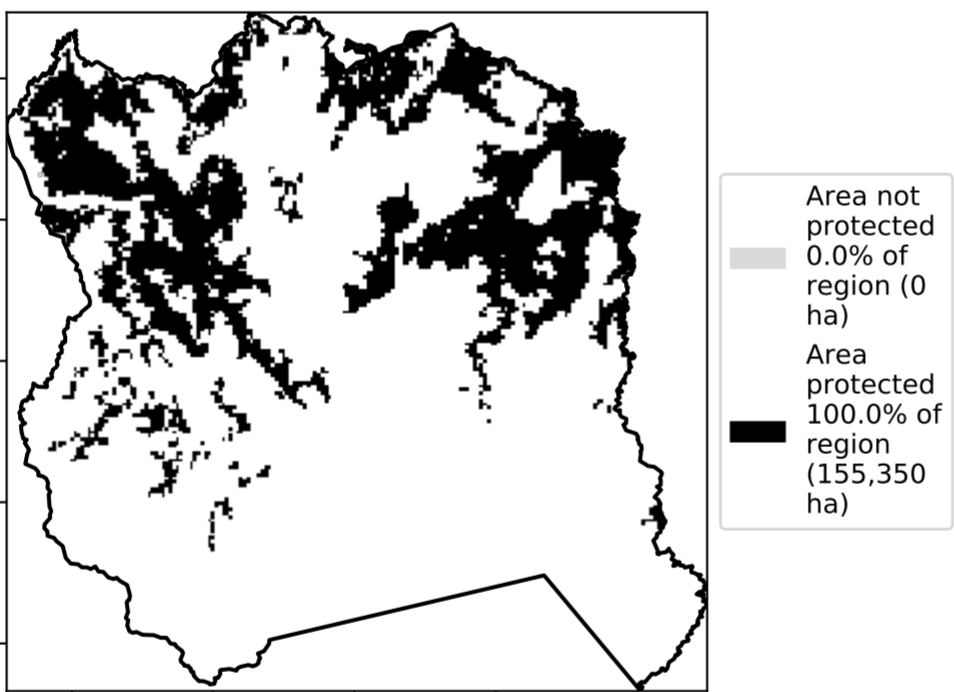 Area not
protected
0.0% of
region (0
ha)
Area
protected
100.0% of
region
(155,350
ha)